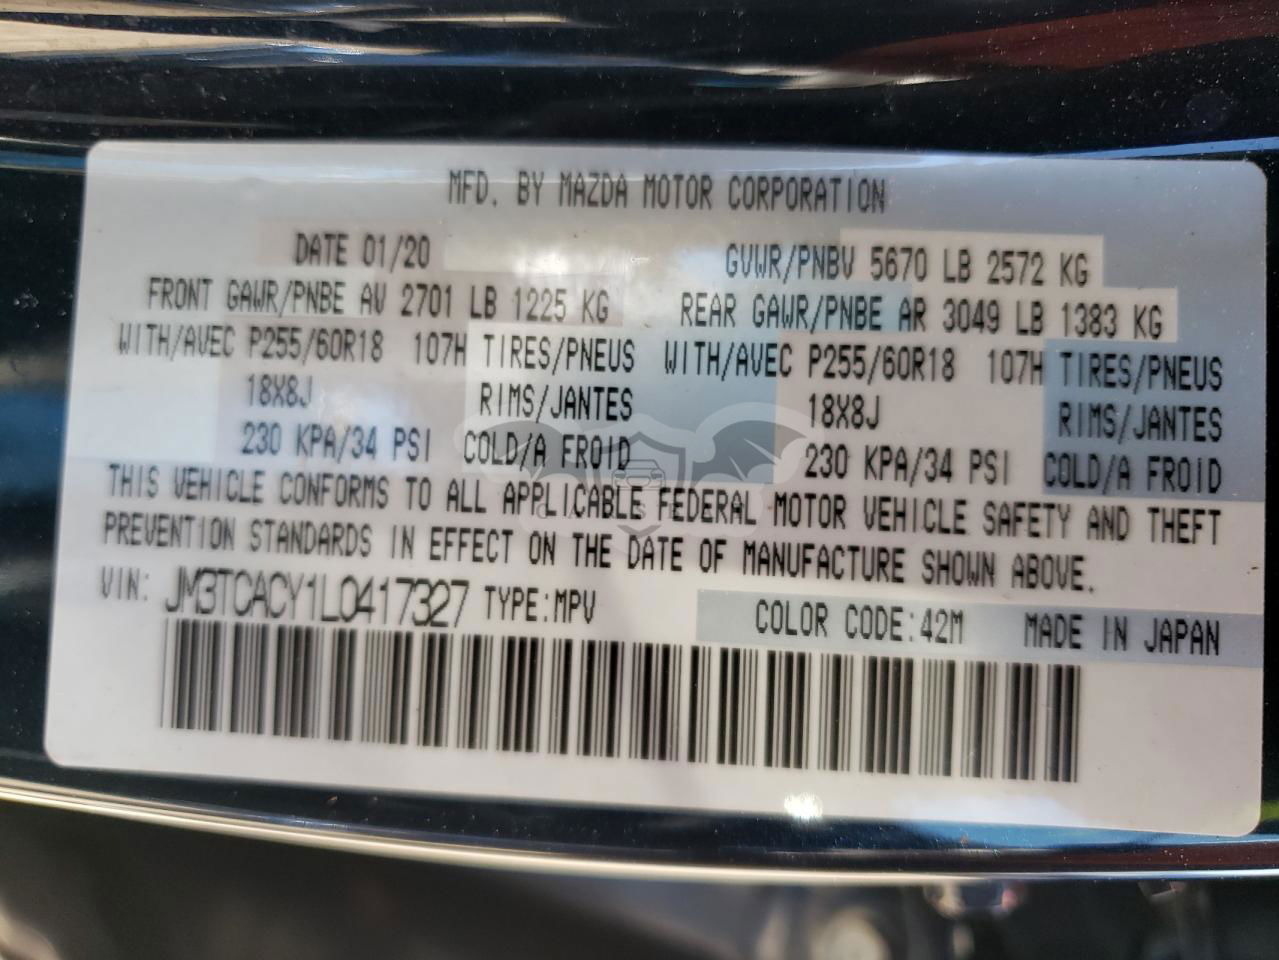 MFD. BY MAZDA MOTOR CORPORATION
DATE 01/20 GVWR/PNBV 5670 LB 2572 KG
FRONT GAWR/PNBE AV 2701 LB 1225 KG REAR GAWR/PNBE AR 3049 LB 1383 KG
WITH/AVEC P255/60R18 107H TIRES/PNEUS WITH/AVEC P255/60R18 107H TIRES/PNEUS
18X8J RIMS/JANTES 18X8J RIMS/JANTES
230 KPA/34 PSI COLD/A FROID 230 KPA/34 PSI COLD/A FROID
THIS VEHICLE CONFORMS TO ALL APPLICABLE FEDERAL MOTOR VEHICLE SAFETY AND THEFT
PREVENTION STANDARDS IN EFFECT ON THE DATE OF MANUFACTURE SHOWN ABOVE.
VIN: JM3TCACY1L0417327 TYPE:MPV COLOR CODE:42M MADE IN JAPAN